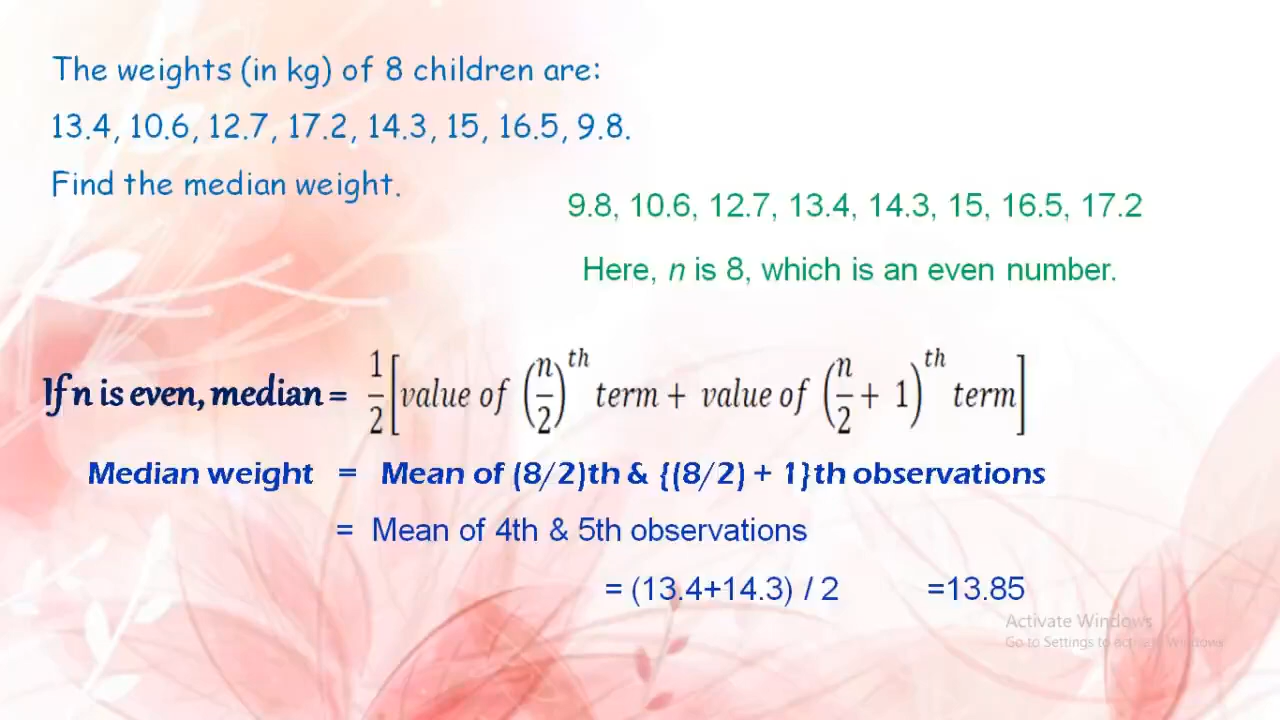 The weights (in kg) of 8 children are:
13.4, 10.6, 12.7, 17.2, 14.3, 15, 16.5, 9.8.
Find the median weight.
9.8, 10.6, 12.7, 13.4, 14.3, 15, 16.5, 17.2
Here, n is 8, which is an even number.
If n is even, median = 1/2 [value of (n/2)^th term + value of (n/2 + 1)^th term]
Median weight = Mean of (8/2)th & {(8/2) + 1}th observations
= Mean of 4th & 5th observations
= (13.4+14.3) / 2 =13.85
Activate Windows
Go to Settings to activate Windows